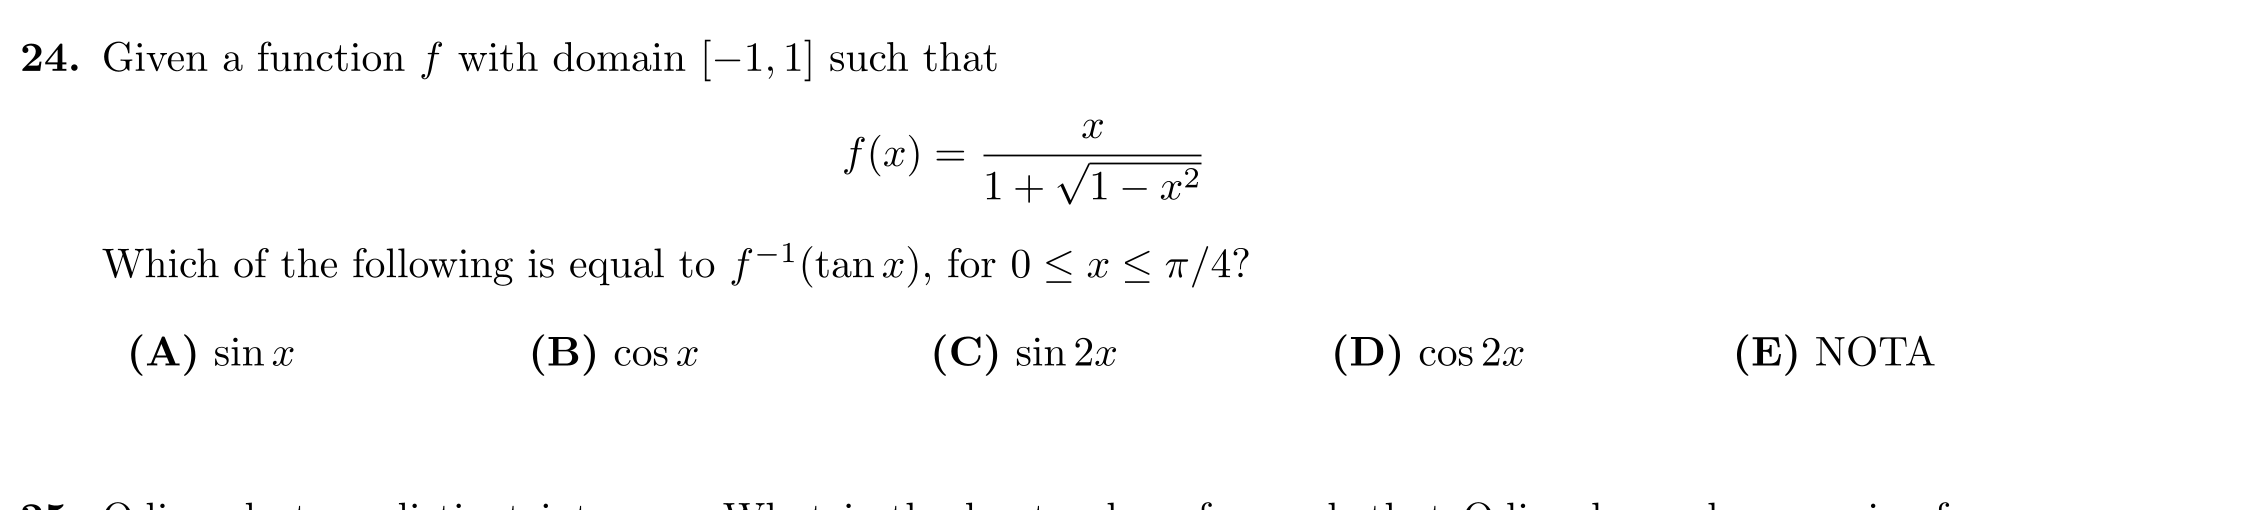 24. Given a function f with domain [−1, 1] such that
f(x) = x / (1 + √(1 − x²))
Which of the following is equal to f⁻¹(tan x), for 0 ≤ x ≤ π/4?
(A) sin x (B) cos x (C) sin 2x (D) cos 2x (E) NOTA